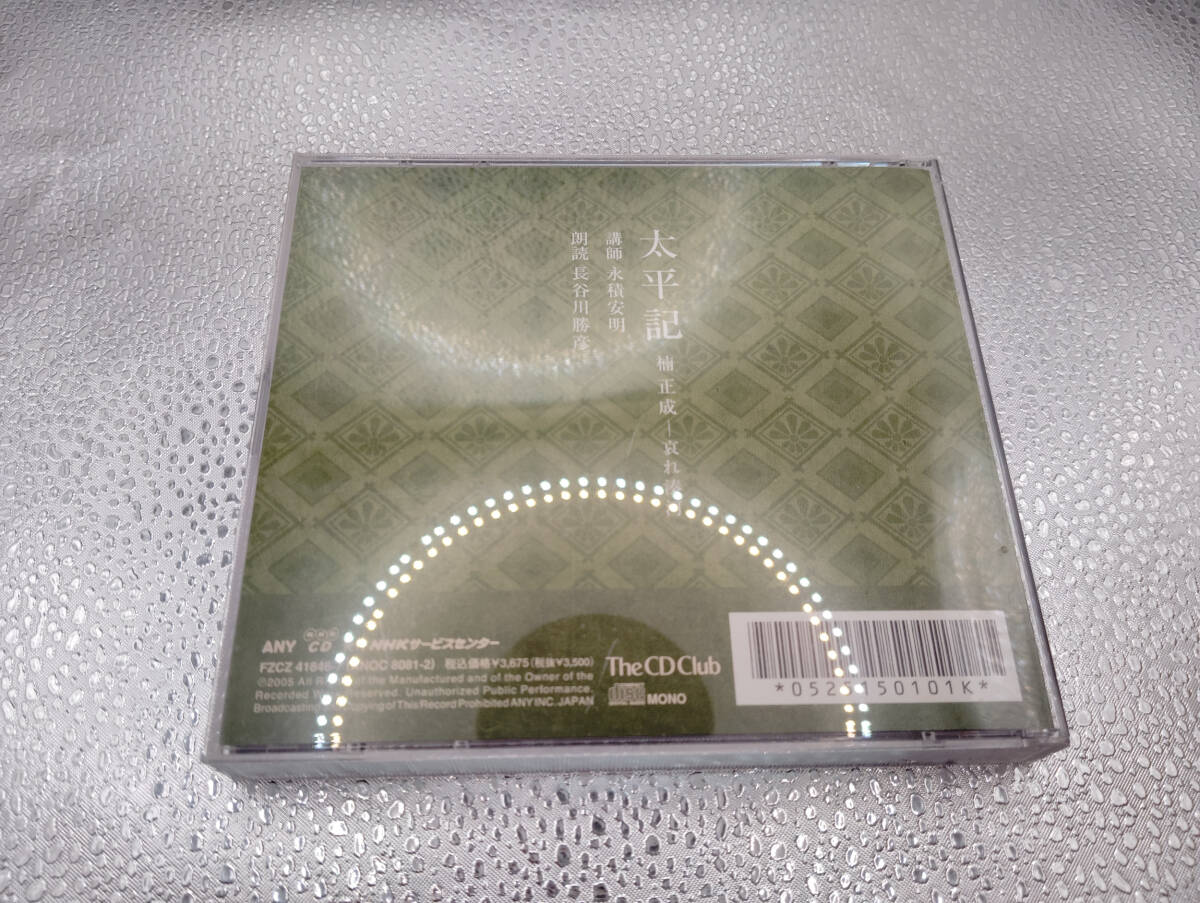 太平記 楠 正成－哀れ
講師 永積安明
朗読 長谷川勝彦
ANY CD NHKサービスセンター
FZCZ 41846 NOC 8081-2) 税込価格¥3,675(税抜¥3,500)
℗2005 All of the Manufactured and of the Owner of the
Recorded Reserved. Unauthorized Public Performance,
Broadcasting Copying of This Record Prohibited ANY INC. JAPAN
The CD Club
disc MONO
150101K*